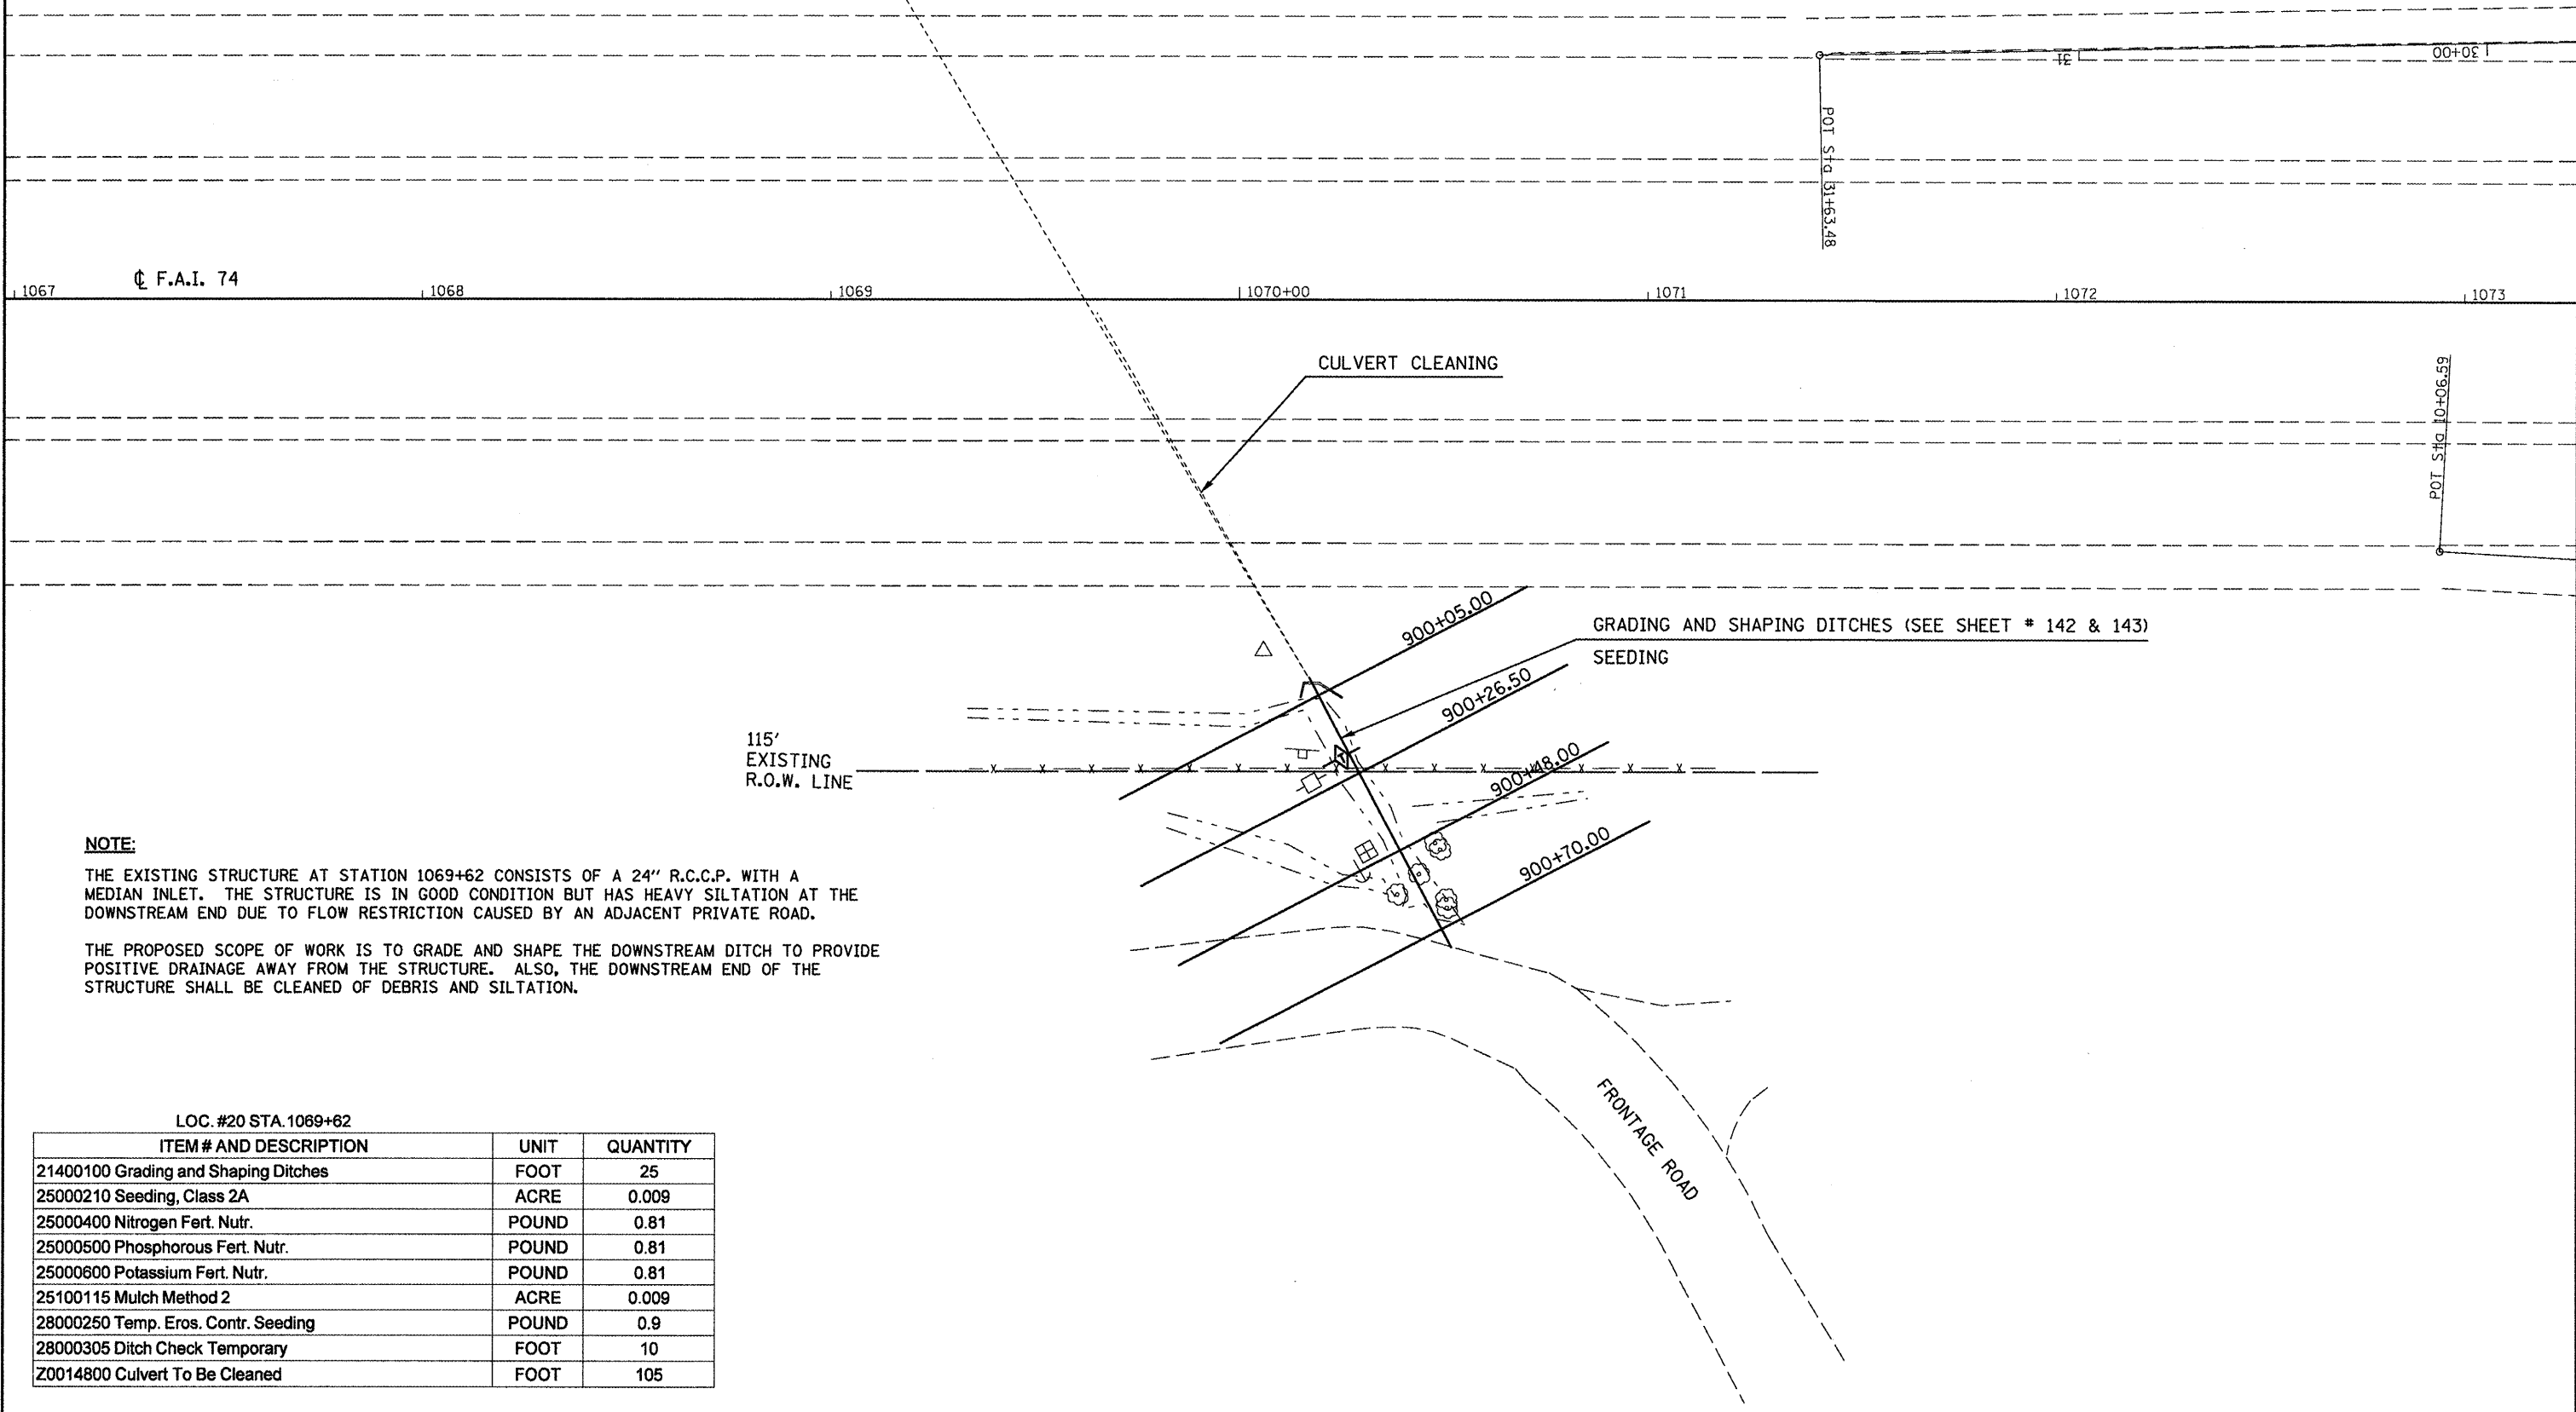 30+00
31
POT Sta 31+63.48
℄ F.A.I. 74
1067
1068
1069
1070+00
1071
1072
1073
CULVERT CLEANING
POT Sta 10+06.59
900+05.00
GRADING AND SHAPING DITCHES (SEE SHEET # 142 & 143)
SEEDING
900+26.50
900+48.00
900+70.00
115'
EXISTING
R.O.W. LINE
X X X X X X X X X X X X X X
NOTE:
THE EXISTING STRUCTURE AT STATION 1069+62 CONSISTS OF A 24" R.C.C.P. WITH A
MEDIAN INLET. THE STRUCTURE IS IN GOOD CONDITION BUT HAS HEAVY SILTATION AT THE
DOWNSTREAM END DUE TO FLOW RESTRICTION CAUSED BY AN ADJACENT PRIVATE ROAD.
THE PROPOSED SCOPE OF WORK IS TO GRADE AND SHAPE THE DOWNSTREAM DITCH TO PROVIDE
POSITIVE DRAINAGE AWAY FROM THE STRUCTURE. ALSO, THE DOWNSTREAM END OF THE
STRUCTURE SHALL BE CLEANED OF DEBRIS AND SILTATION.
FRONTAGE ROAD
LOC. #20 STA. 1069+62
ITEM # AND DESCRIPTION UNIT QUANTITY
21400100 Grading and Shaping Ditches FOOT 25
25000210 Seeding, Class 2A ACRE 0.009
25000400 Nitrogen Fert. Nutr. POUND 0.81
25000500 Phosphorous Fert. Nutr. POUND 0.81
25000600 Potassium Fert. Nutr. POUND 0.81
25100115 Mulch Method 2 ACRE 0.009
28000250 Temp. Eros. Contr. Seeding POUND 0.9
28000305 Ditch Check Temporary FOOT 10
Z0014800 Culvert To Be Cleaned FOOT 105